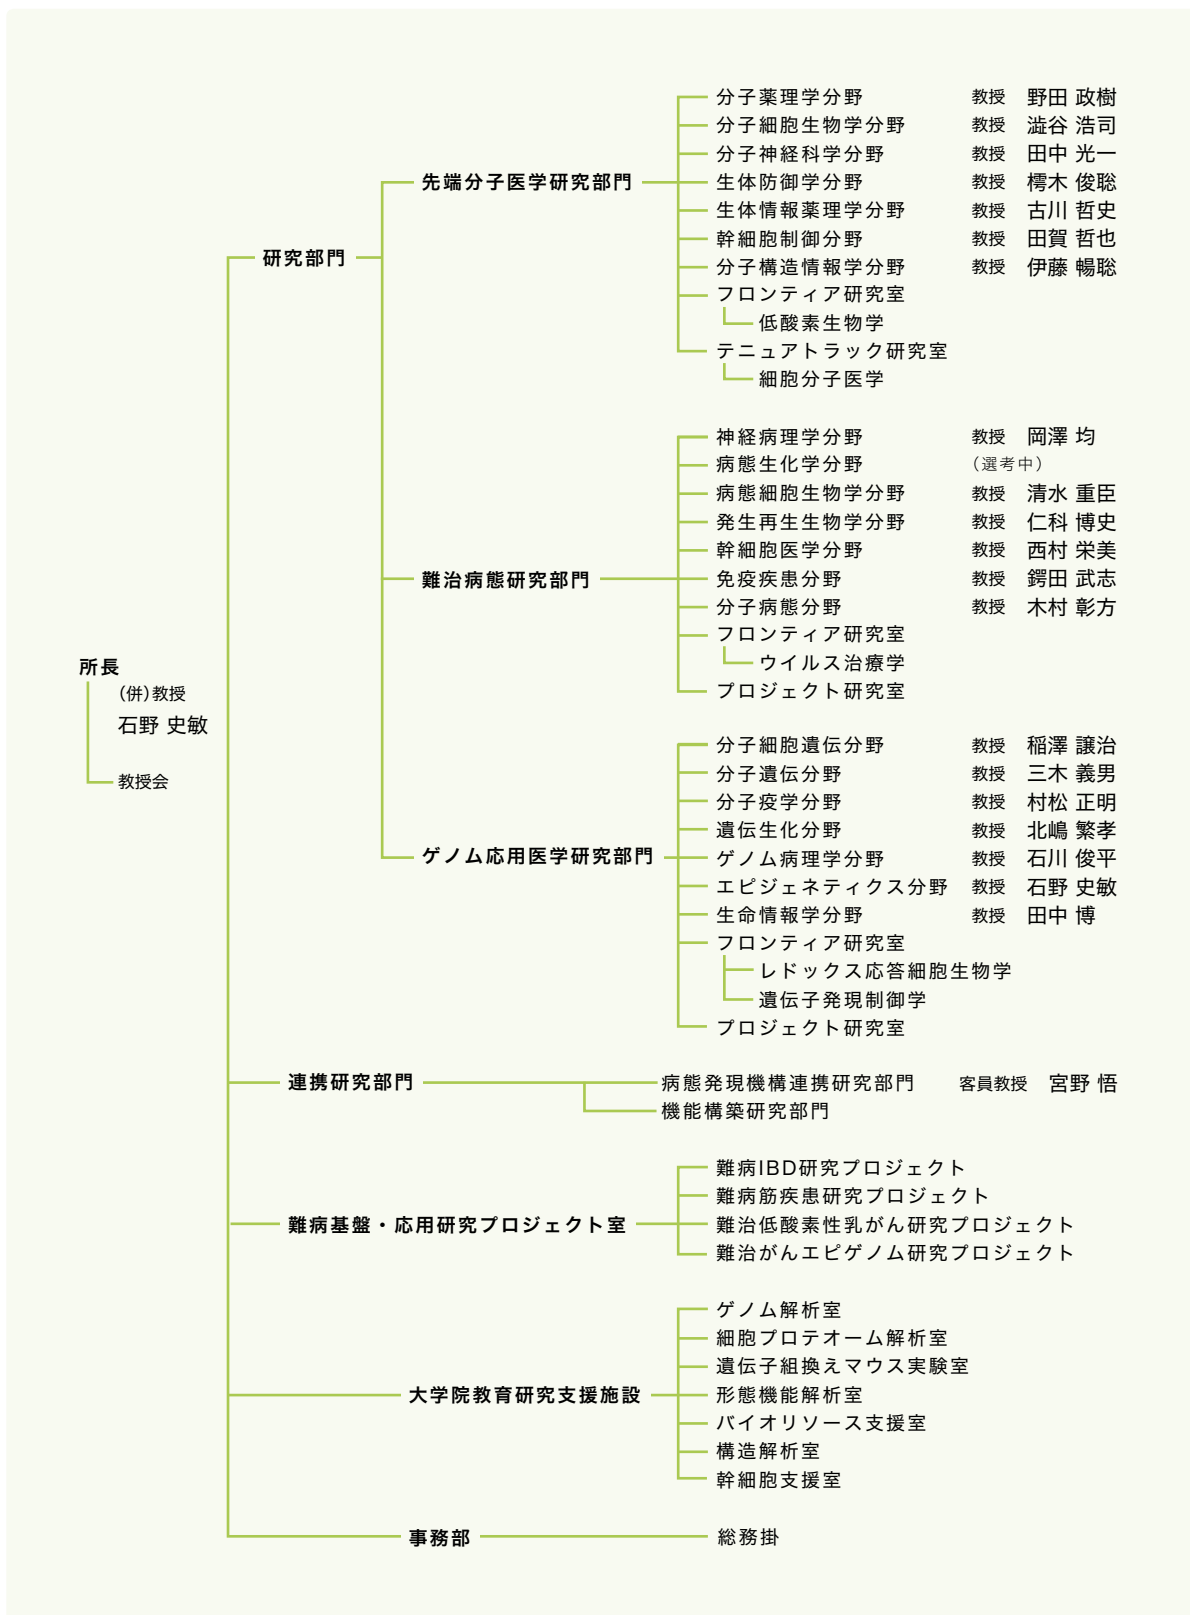 所長
(併)教授
石野 史敏
教授会
研究部門
先端分子医学研究部門
分子薬理学分野 教授 野田 政樹
分子細胞生物学分野 教授 澁谷 浩司
分子神経科学分野 教授 田中 光一
生体防御学分野 教授 樗木 俊聡
生体情報薬理学分野 教授 古川 哲史
幹細胞制御分野 教授 田賀 哲也
分子構造情報学分野 教授 伊藤 暢聡
フロンティア研究室
低酸素生物学
テニュアトラック研究室
細胞分子医学
難治病態研究部門
神経病理学分野 教授 岡澤 均
病態生化学分野 (選考中)
病態細胞生物学分野 教授 清水 重臣
発生再生生物学分野 教授 仁科 博史
幹細胞医学分野 教授 西村 栄美
免疫疾患分野 教授 鍔田 武志
分子病態分野 教授 木村 彰方
フロンティア研究室
ウイルス治療学
プロジェクト研究室
ゲノム応用医学研究部門
分子細胞遺伝分野 教授 稲澤 譲治
分子遺伝分野 教授 三木 義男
分子疫学分野 教授 村松 正明
遺伝生化分野 教授 北嶋 繁孝
ゲノム病理学分野 教授 石川 俊平
エピジェネティクス分野 教授 石野 史敏
生命情報学分野 教授 田中 博
フロンティア研究室
レドックス応答細胞生物学
遺伝子発現制御学
プロジェクト研究室
連携研究部門
病態発現機構連携研究部門 客員教授 宮野 悟
機能構築研究部門
難病基盤・応用研究プロジェクト室
難病IBD研究プロジェクト
難病筋疾患研究プロジェクト
難治低酸素性乳がん研究プロジェクト
難治がんエピゲノム研究プロジェクト
大学院教育研究支援施設
ゲノム解析室
細胞プロテオーム解析室
遺伝子組換えマウス実験室
形態機能解析室
バイオリソース支援室
構造解析室
幹細胞支援室
事務部
総務掛